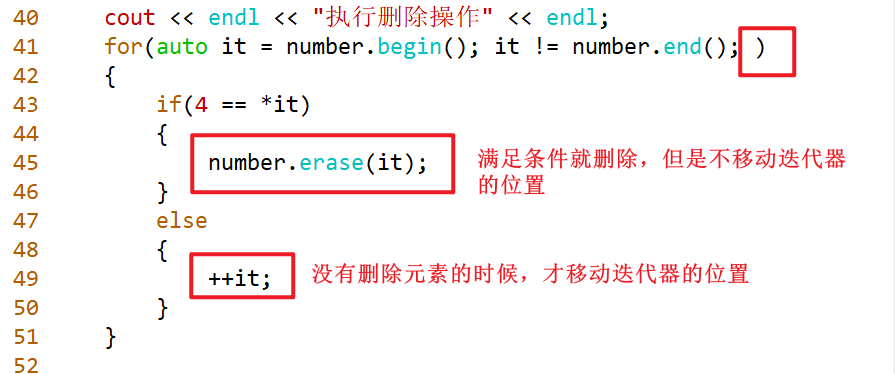 40 cout << endl << "执行删除操作" << endl;
41 for(auto it = number.begin(); it != number.end(); )
42 {
43 if(4 == *it)
44 {
45 number.erase(it);
满足条件就删除，但是不移动迭代器
的位置
46 }
47 else
48 {
49 ++it;
没有删除元素的时候，才移动迭代器的位置
50 }
51 }
52